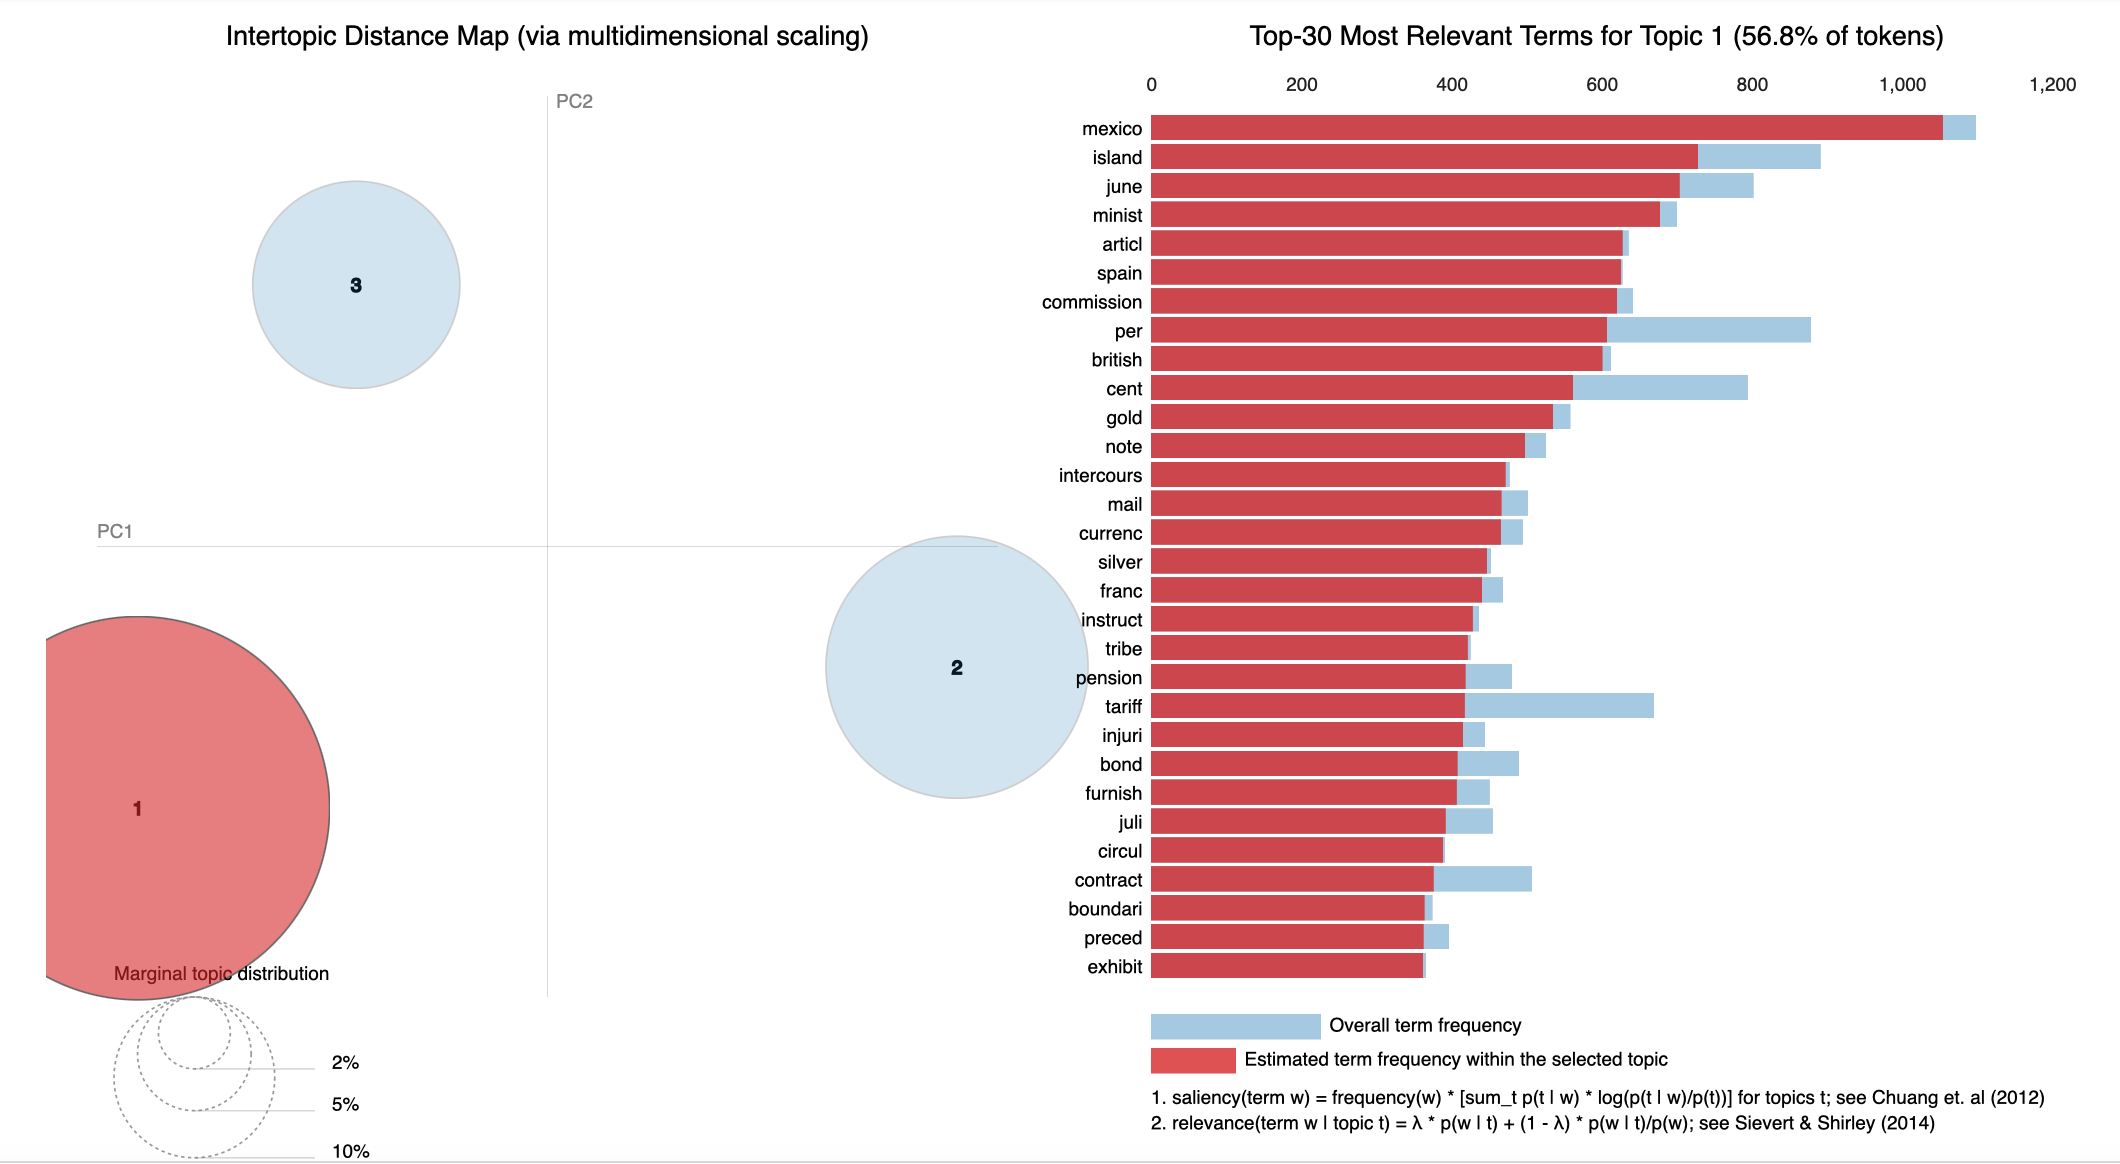 Intertopic Distance Map (via multidimensional scaling)
PC2
3
PC1
2
1
Marginal topic distribution
2%
5%
10%
Top-30 Most Relevant Terms for Topic 1 (56.8% of tokens)
0 200 400 600 800 1,000 1,200
mexico
island
june
minist
articl
spain
commission
per
british
cent
gold
note
intercours
mail
currenc
silver
franc
instruct
tribe
pension
tariff
injuri
bond
furnish
juli
circul
contract
boundari
preced
exhibit
Overall term frequency
Estimated term frequency within the selected topic
1. saliency(term w) = frequency(w) * [sum_t p(t | w) * log(p(t | w)/p(t))] for topics t; see Chuang et. al (2012)
2. relevance(term w | topic t) = λ * p(w | t) + (1 - λ) * p(w | t)/p(w); see Sievert & Shirley (2014)